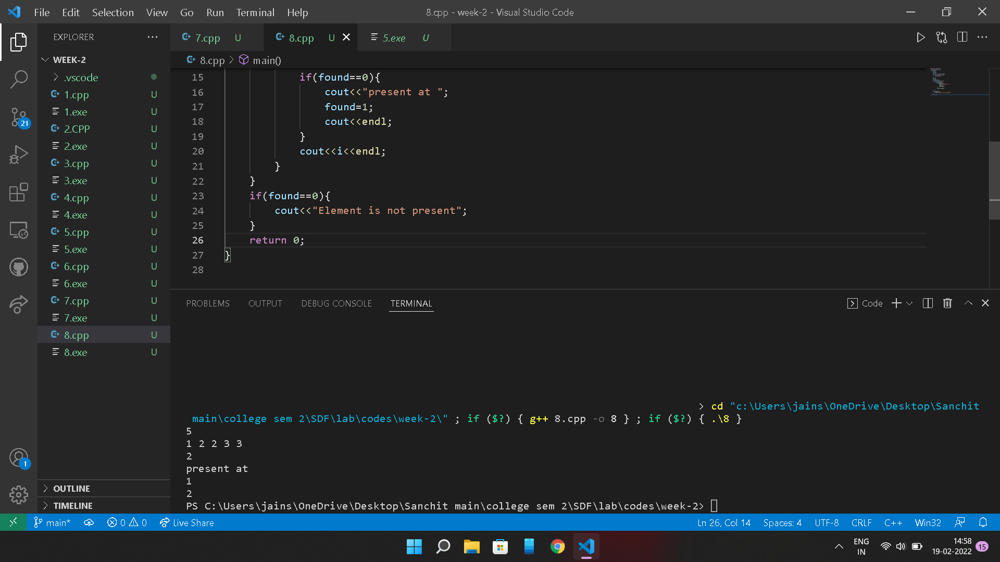 File Edit Selection View Go Run Terminal Help
8.cpp - week-2 - Visual Studio Code
EXPLORER
WEEK-2
.vscode
1.cpp U
1.exe U
2.CPP U
2.exe U
3.cpp U
3.exe U
4.cpp U
4.exe U
5.cpp U
5.exe U
6.cpp U
6.exe U
7.cpp U
7.exe U
8.cpp U
8.exe U
OUTLINE
TIMELINE
21
1
7.cpp U
8.cpp U
5.exe U
8.cpp > main()
15 if(found==0){
16 cout<<"present at ";
17 found=1;
18 cout<<endl;
19 }
20 cout<<i<<endl;
21 }
22 }
23 if(found==0){
24 cout<<"Element is not present";
25 }
26 return 0;
27 }
28
PROBLEMS OUTPUT DEBUG CONSOLE TERMINAL
Code
> cd "c:\Users\jains\OneDrive\Desktop\Sanchit
main\college sem 2\SDF\lab\codes\week-2\" ; if ($?) { g++ 8.cpp -o 8 } ; if ($?) { .\8 }
5
1 2 2 3 3
2
present at
1
2
PS C:\Users\jains\OneDrive\Desktop\Sanchit main\college sem 2\SDF\lab\codes\week-2>
main* 0 0 Live Share
Ln 26, Col 14 Spaces: 4 UTF-8 CRLF C++ Win32
ENG
IN
14:58
19-02-2022
15